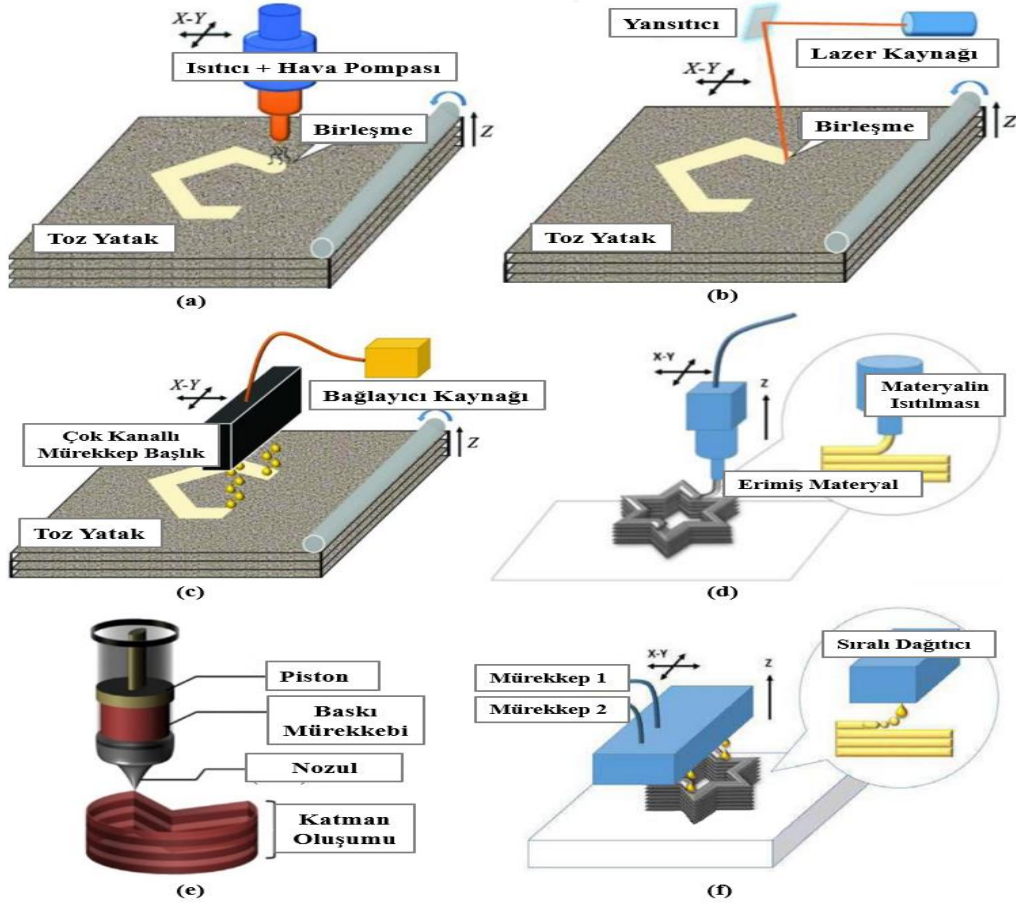 X-Y
Isıtıcı + Hava Pompası
Birleşme
Z
Toz Yatak
(a)
Yansıtıcı
Lazer Kaynağı
X-Y
Birleşme
Z
Toz Yatak
(b)
X-Y
Bağlayıcı Kaynağı
Çok Kanallı
Mürekkep Başlık
Z
Toz Yatak
(c)
X-Y
Z
Materyalin
Isıtılması
Erimiş Materyal
(d)
Piston
Baskı
Mürekkebi
Nozul
Katman
Oluşumu
(e)
X-Y
Z
Sıralı Dağıtıcı
Mürekkep 1
Mürekkep 2
(f)